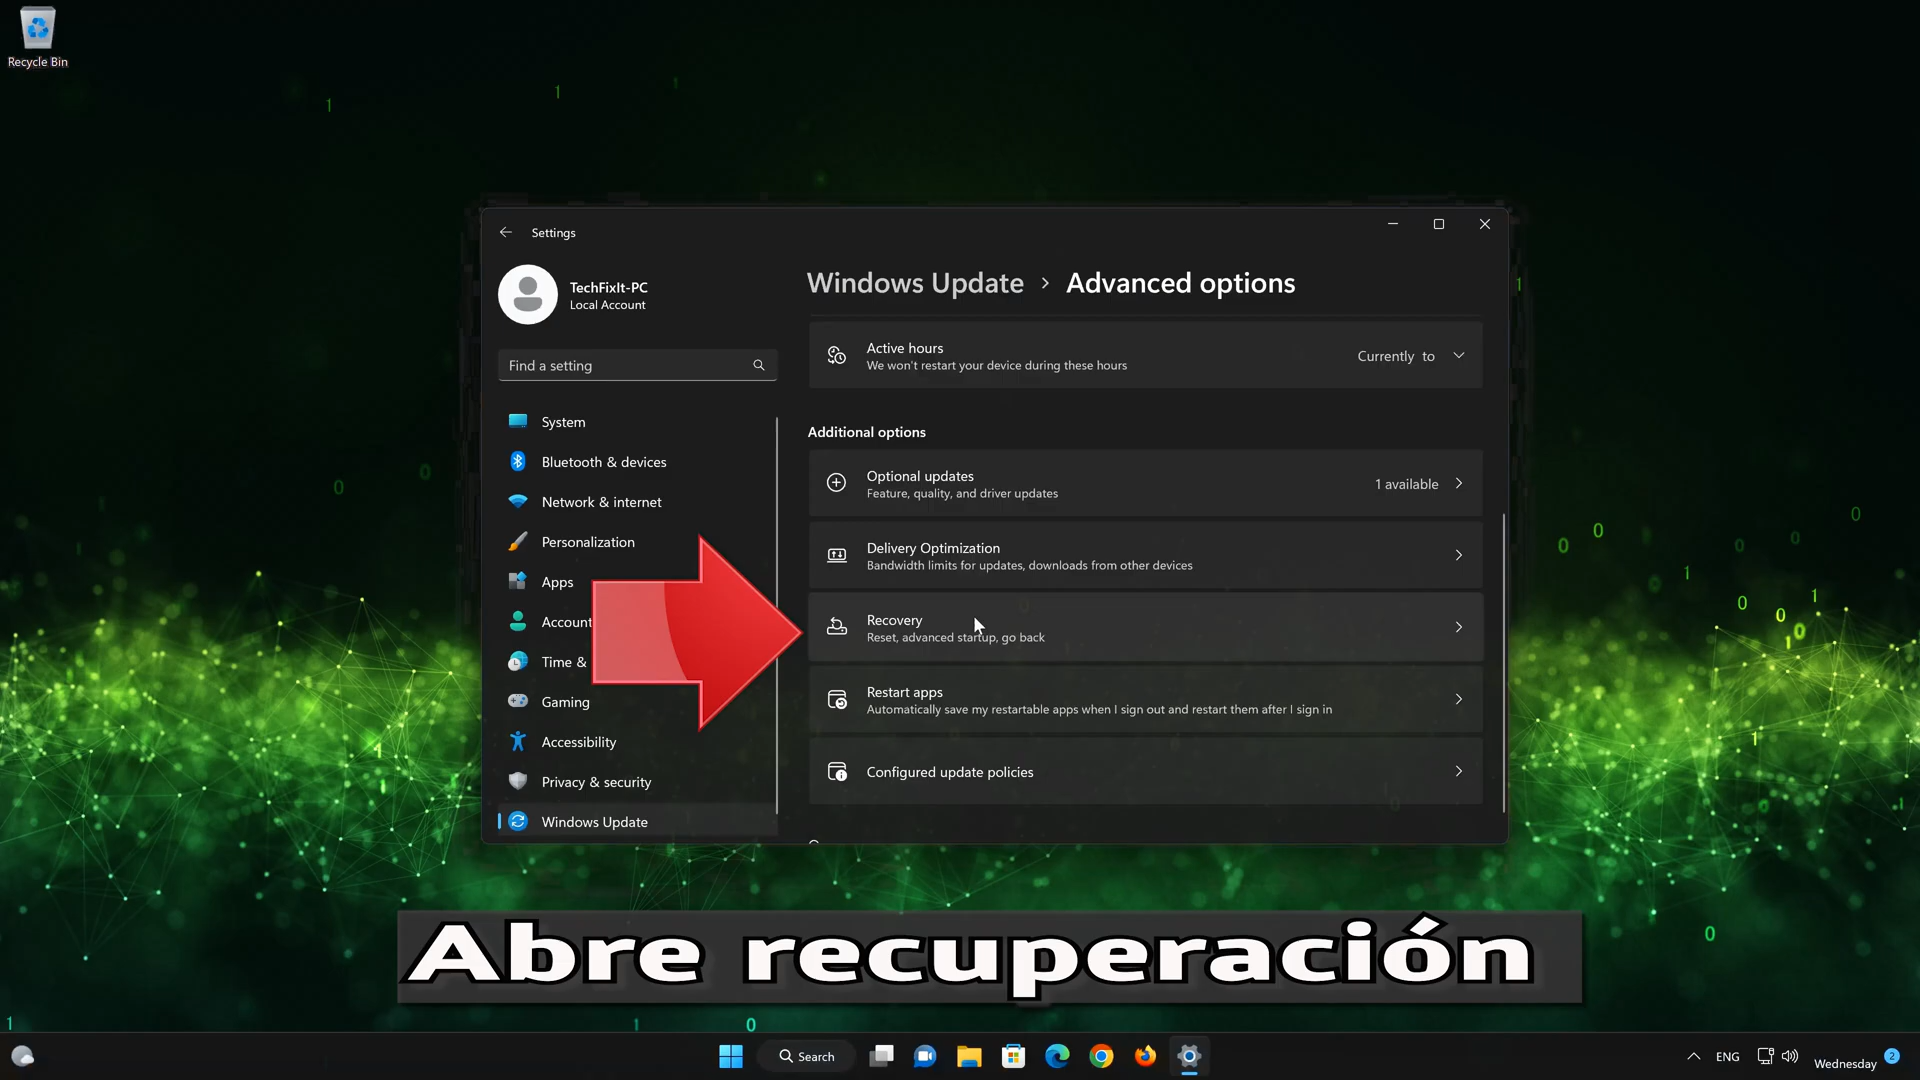 Recycle Bin
Settings
TechFixIt-PC
Local Account
Find a setting
System
Bluetooth & devices
Network & internet
Personalization
Apps
Account
Time &
Gaming
Accessibility
Privacy & security
Windows Update
Windows Update > Advanced options
Active hours
We won't restart your device during these hours
Currently to
Additional options
Optional updates
Feature, quality, and driver updates
1 available
Delivery Optimization
Bandwidth limits for updates, downloads from other devices
Recovery
Reset, advanced startup, go back
Restart apps
Automatically save my restartable apps when I sign out and restart them after I sign in
Configured update policies
Abre recuperación
Search
ENG
Wednesday
2